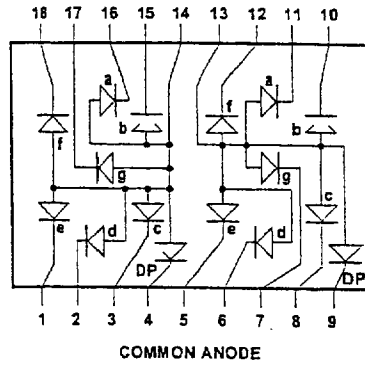 18 17 16 15 14 13 12 11 10
a a
f b f b
g g
e d c e d c
DP DP
1 2 3 4 5 6 7 8 9
COMMON ANODE